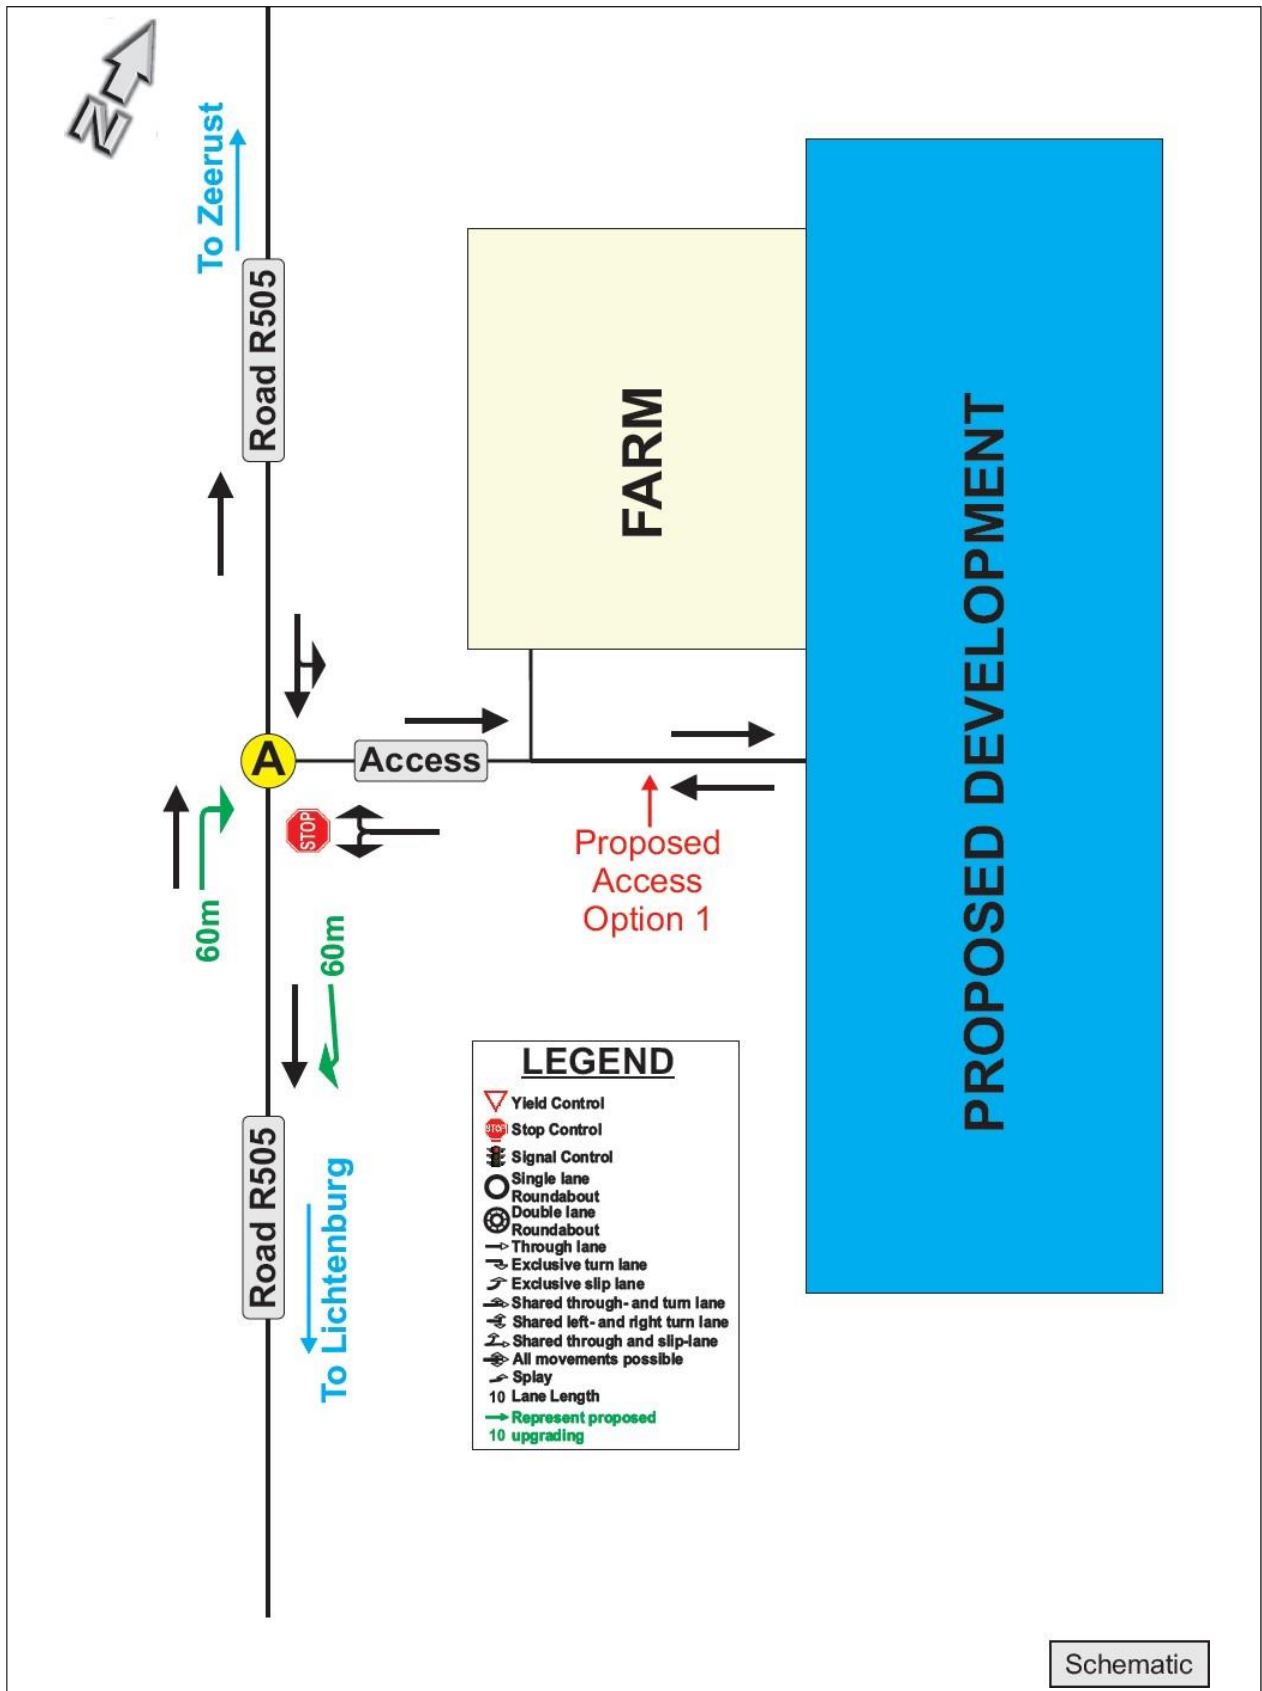 N
To Zeerust
Road R505
FARM
PROPOSED DEVELOPMENT
A
Access
STOP
Proposed
Access
Option 1
60m
60m
Road R505
To Lichtenburg
LEGEND
Yield Control
STOP Stop Control
Signal Control
Single lane
Roundabout
Double lane
Roundabout
Through lane
Exclusive turn lane
Exclusive slip lane
Shared through- and turn lane
Shared left- and right turn lane
Shared through and slip-lane
All movements possible
Splay
10 Lane Length
Represent proposed
10 upgrading
Schematic